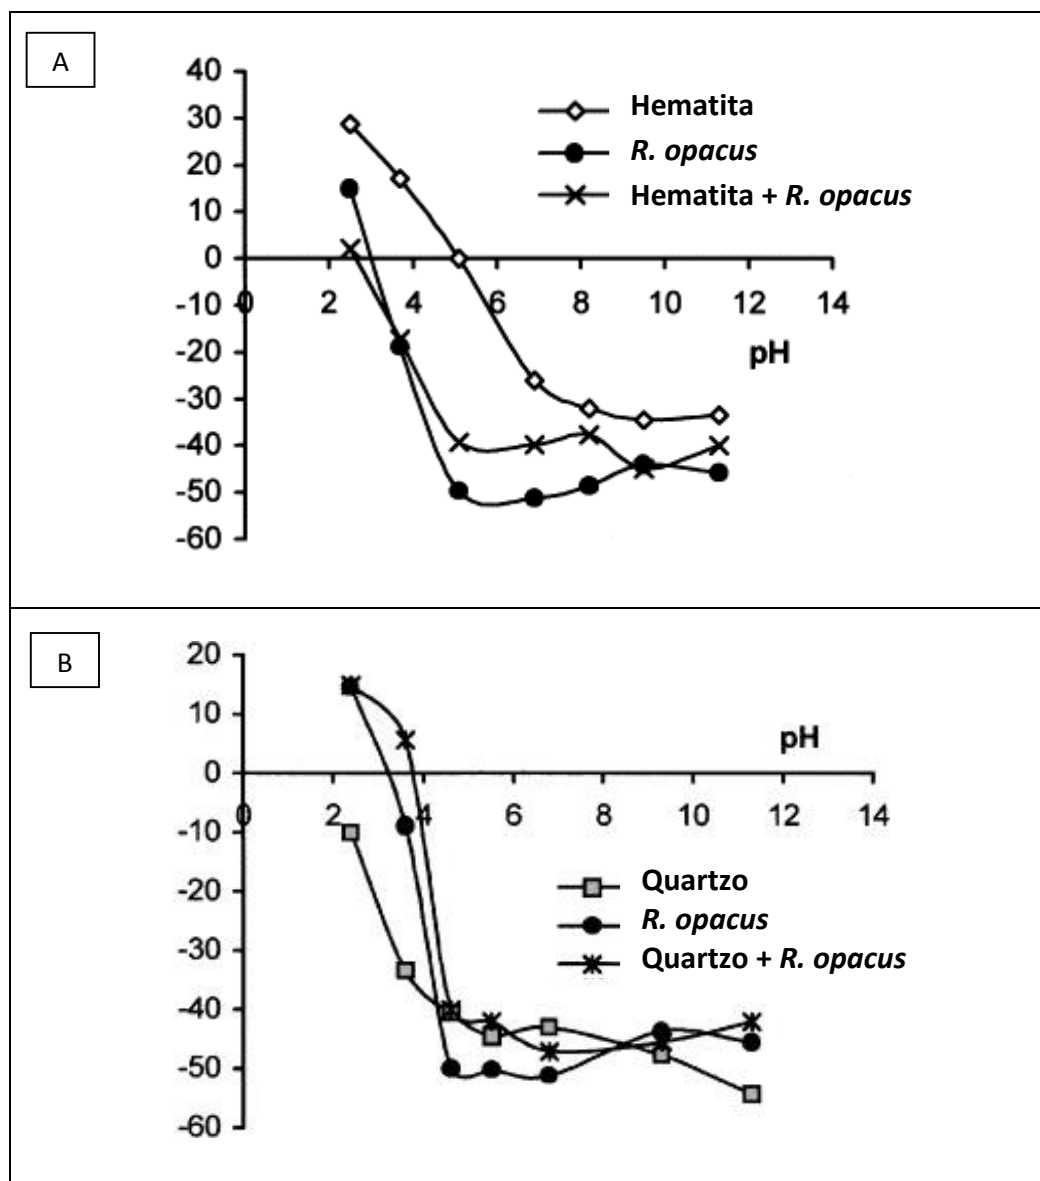 A
40
30
20
10
0
-10
-20
-30
-40
-50
-60
0 2 4 6 8 10 12 14
pH
Hematita
R. opacus
Hematita + R. opacus
B
20
10
0
-10
-20
-30
-40
-50
-60
pH
0 2 4 6 8 10 12 14
Quartzo
R. opacus
Quartzo + R. opacus